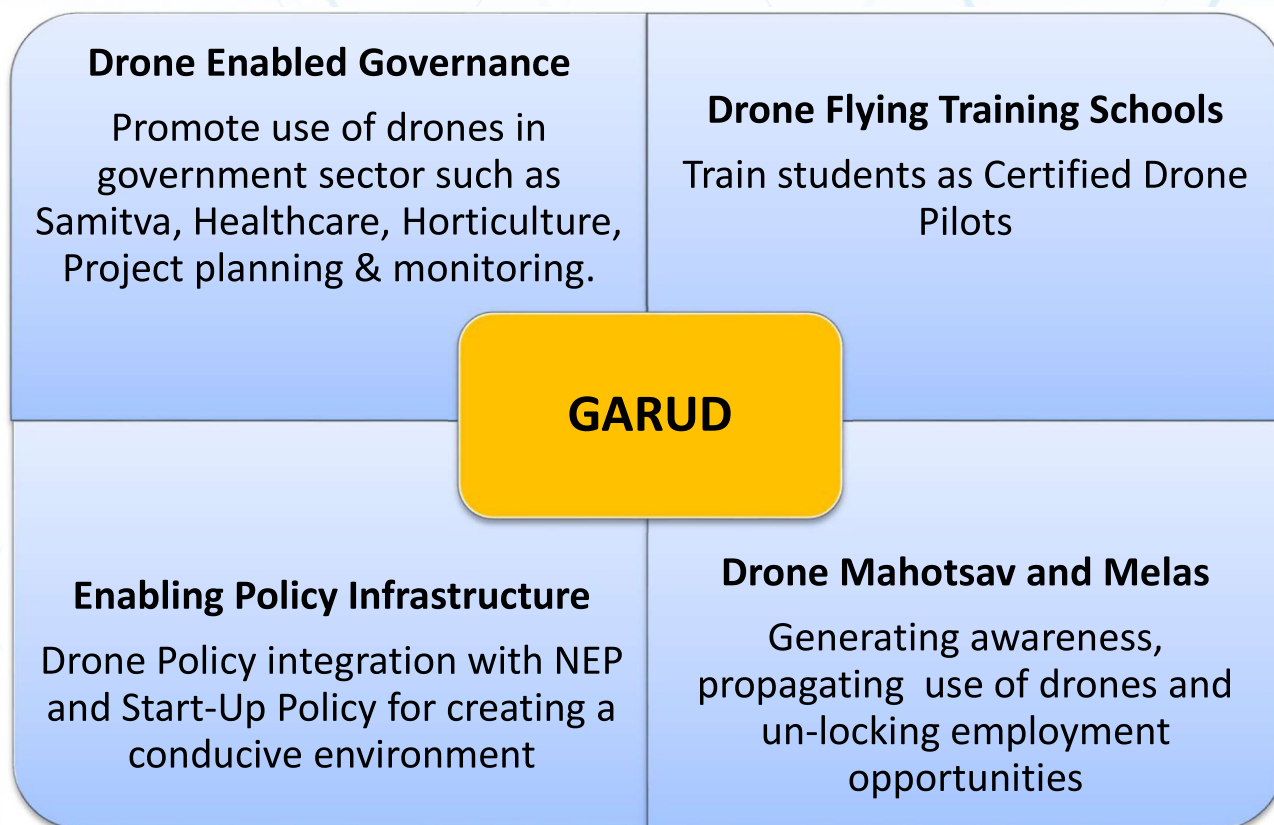 Drone Enabled Governance
Promote use of drones in
government sector such as
Samitva, Healthcare, Horticulture,
Project planning & monitoring.
Drone Flying Training Schools
Train students as Certified Drone
Pilots
GARUD
Enabling Policy Infrastructure
Drone Policy integration with NEP
and Start-Up Policy for creating a
conducive environment
Drone Mahotsav and Melas
Generating awareness,
propagating  use of drones and
un-locking employment
opportunities